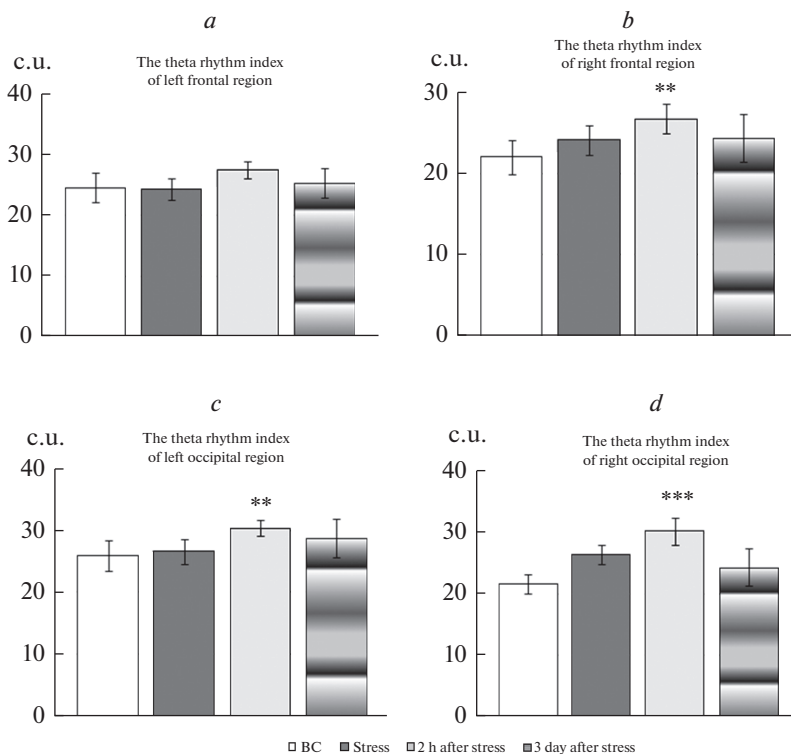 a
The theta rhythm index
of left frontal region
c.u.
40
30
20
10
0
b
The theta rhythm index
of right frontal region
c.u.
**
30
20
10
0
c
The theta rhythm index
of left occipital region
c.u.
**
40
30
20
10
0
d
The theta rhythm index
of right occipital region
c.u.
***
40
30
20
10
0
BC Stress 2 h after stress 3 day after stress